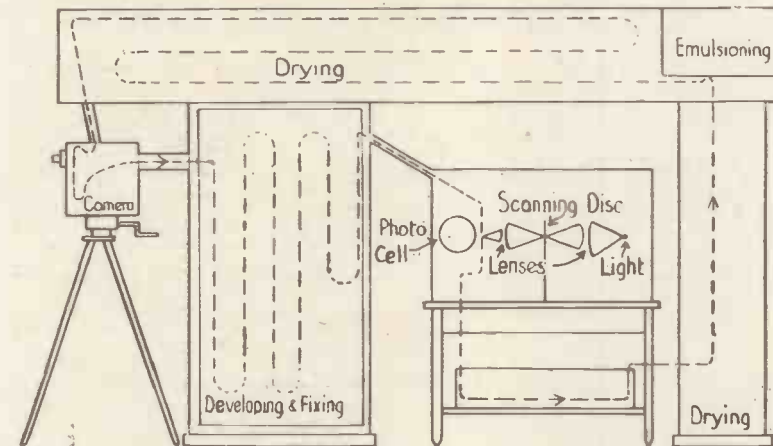 Emulsioning
Drying
Camera
Scanning Disc
Photo
Cell
Lenses
Light
Developing & Fixing
Drying